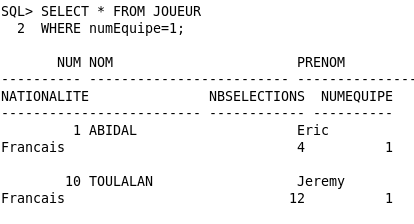 SQL> SELECT * FROM JOUEUR
2 WHERE numEquipe=1;
NUM NOM PRENOM
---------- ------------------------- ---------------
NATIONALITE NBSELECTIONS NUMEQUIPE
------------------------- ------------ ----------
1 ABIDAL Eric
Francais 4 1
10 TOULALAN Jeremy
Francais 12 1